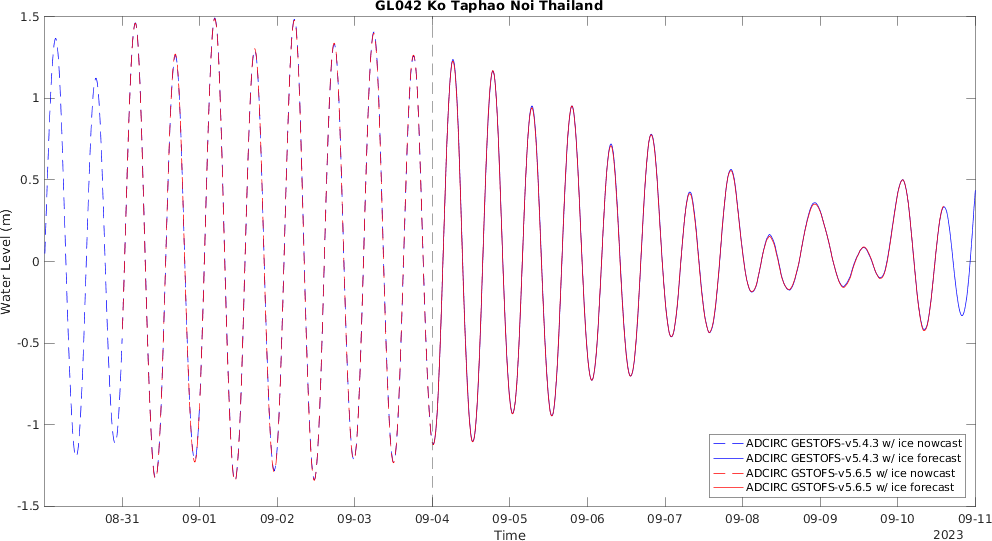 GL042 Ko Taphao Noi Thailand
1.5
1
0.5
0
-0.5
-1
-1.5
Water Level (m)
ADCIRC GESTOFS-v5.4.3 w/ ice nowcast
ADCIRC GESTOFS-v5.4.3 w/ ice forecast
ADCIRC GSTOFS-v5.6.5 w/ ice nowcast
ADCIRC GSTOFS-v5.6.5 w/ ice forecast
08-31 09-01 09-02 09-03 09-04 09-05 09-06 09-07 09-08 09-09 09-10 09-11
Time
2023